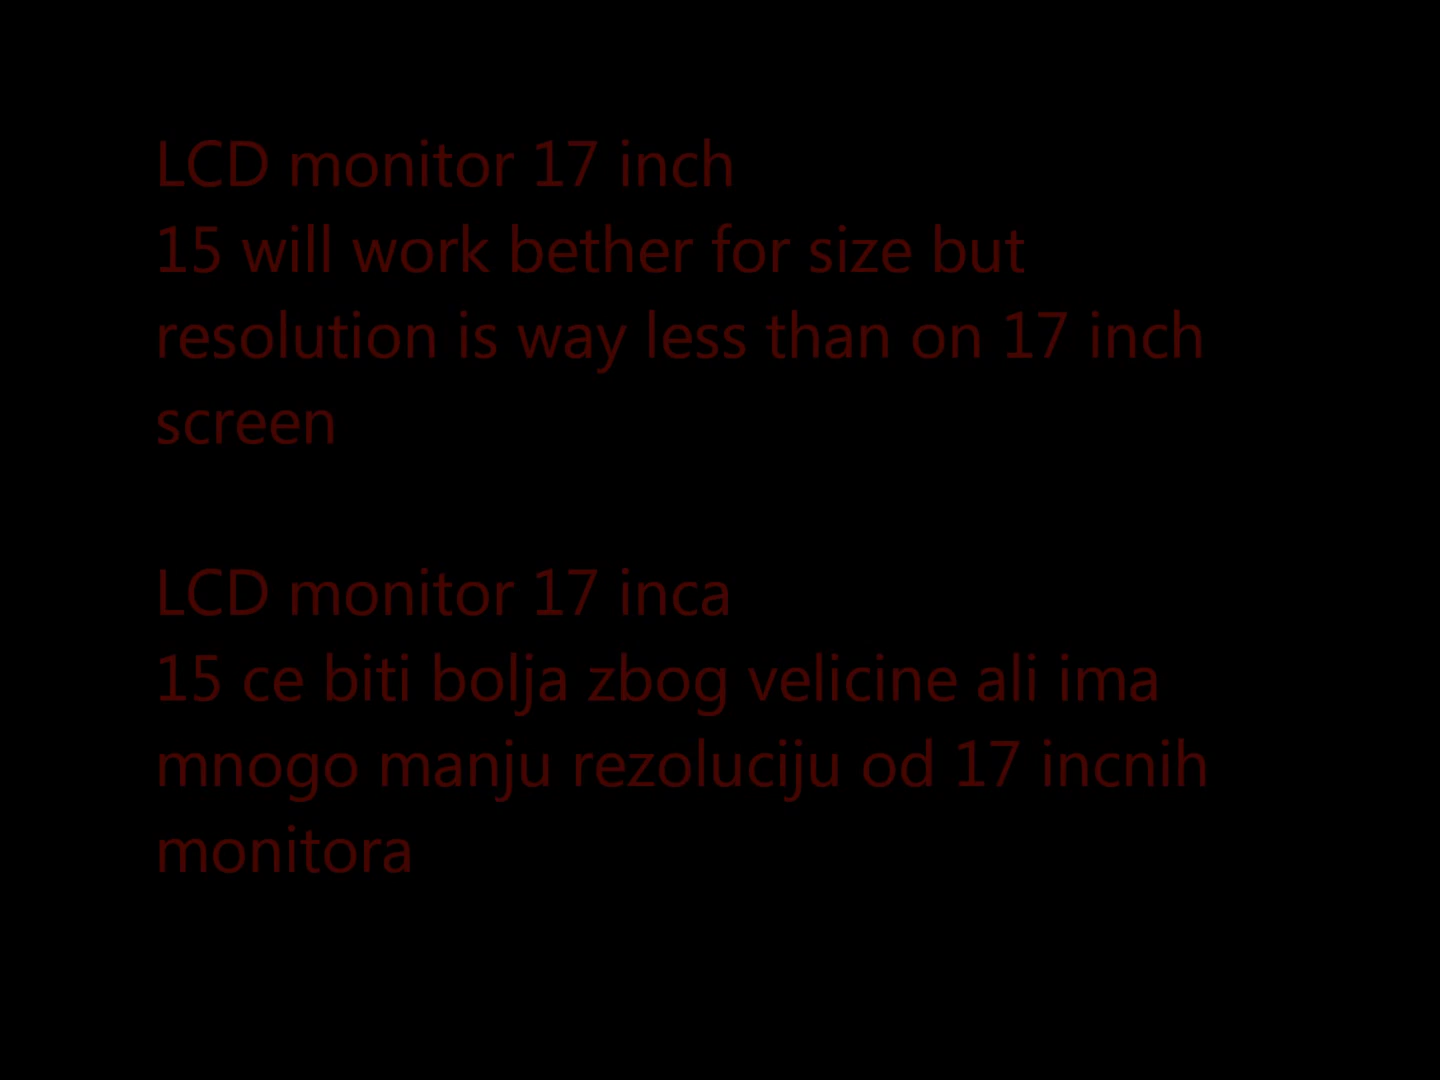 LCD monitor 17 inch
15 will work bether for size but
resolution is way less than on 17 inch
screen
LCD monitor 17 inca
15 ce biti bolja zbog velicine ali ima
mnogo manju rezoluciju od 17 incnih
monitora